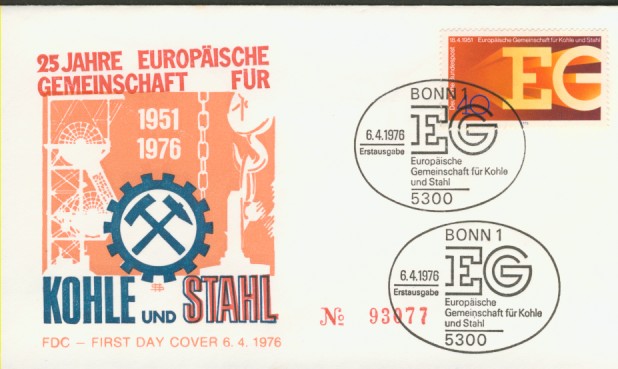 25 JAHRE EUROPÄISCHE
GEMEINSCHAFT FÜR
1951
1976
KOHLE UND STAHL
FDC – FIRST DAY COVER 6. 4. 1976
№ 93077
18.4.1951 Europäische Gemeinschaft für Kohle und Stahl
Deutsche Bundespost
40
EG
BONN 1
6.4.1976
Erstausgabe
EG
Europäische
Gemeinschaft für Kohle
und Stahl
5300
BONN 1
6.4.1976
Erstausgabe
EG
Europäische
Gemeinschaft für Kohle
und Stahl
5300